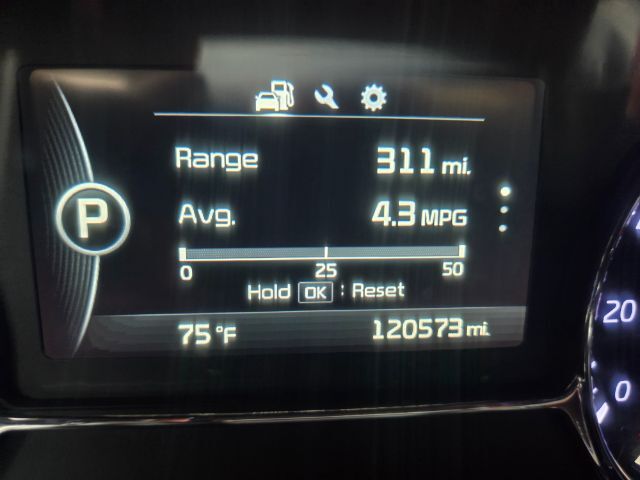 Range 311 mi.
P
Avg. 4.3 MPG
0 25 50
Hold OK : Reset
75 °F 120573 mi.
20
0